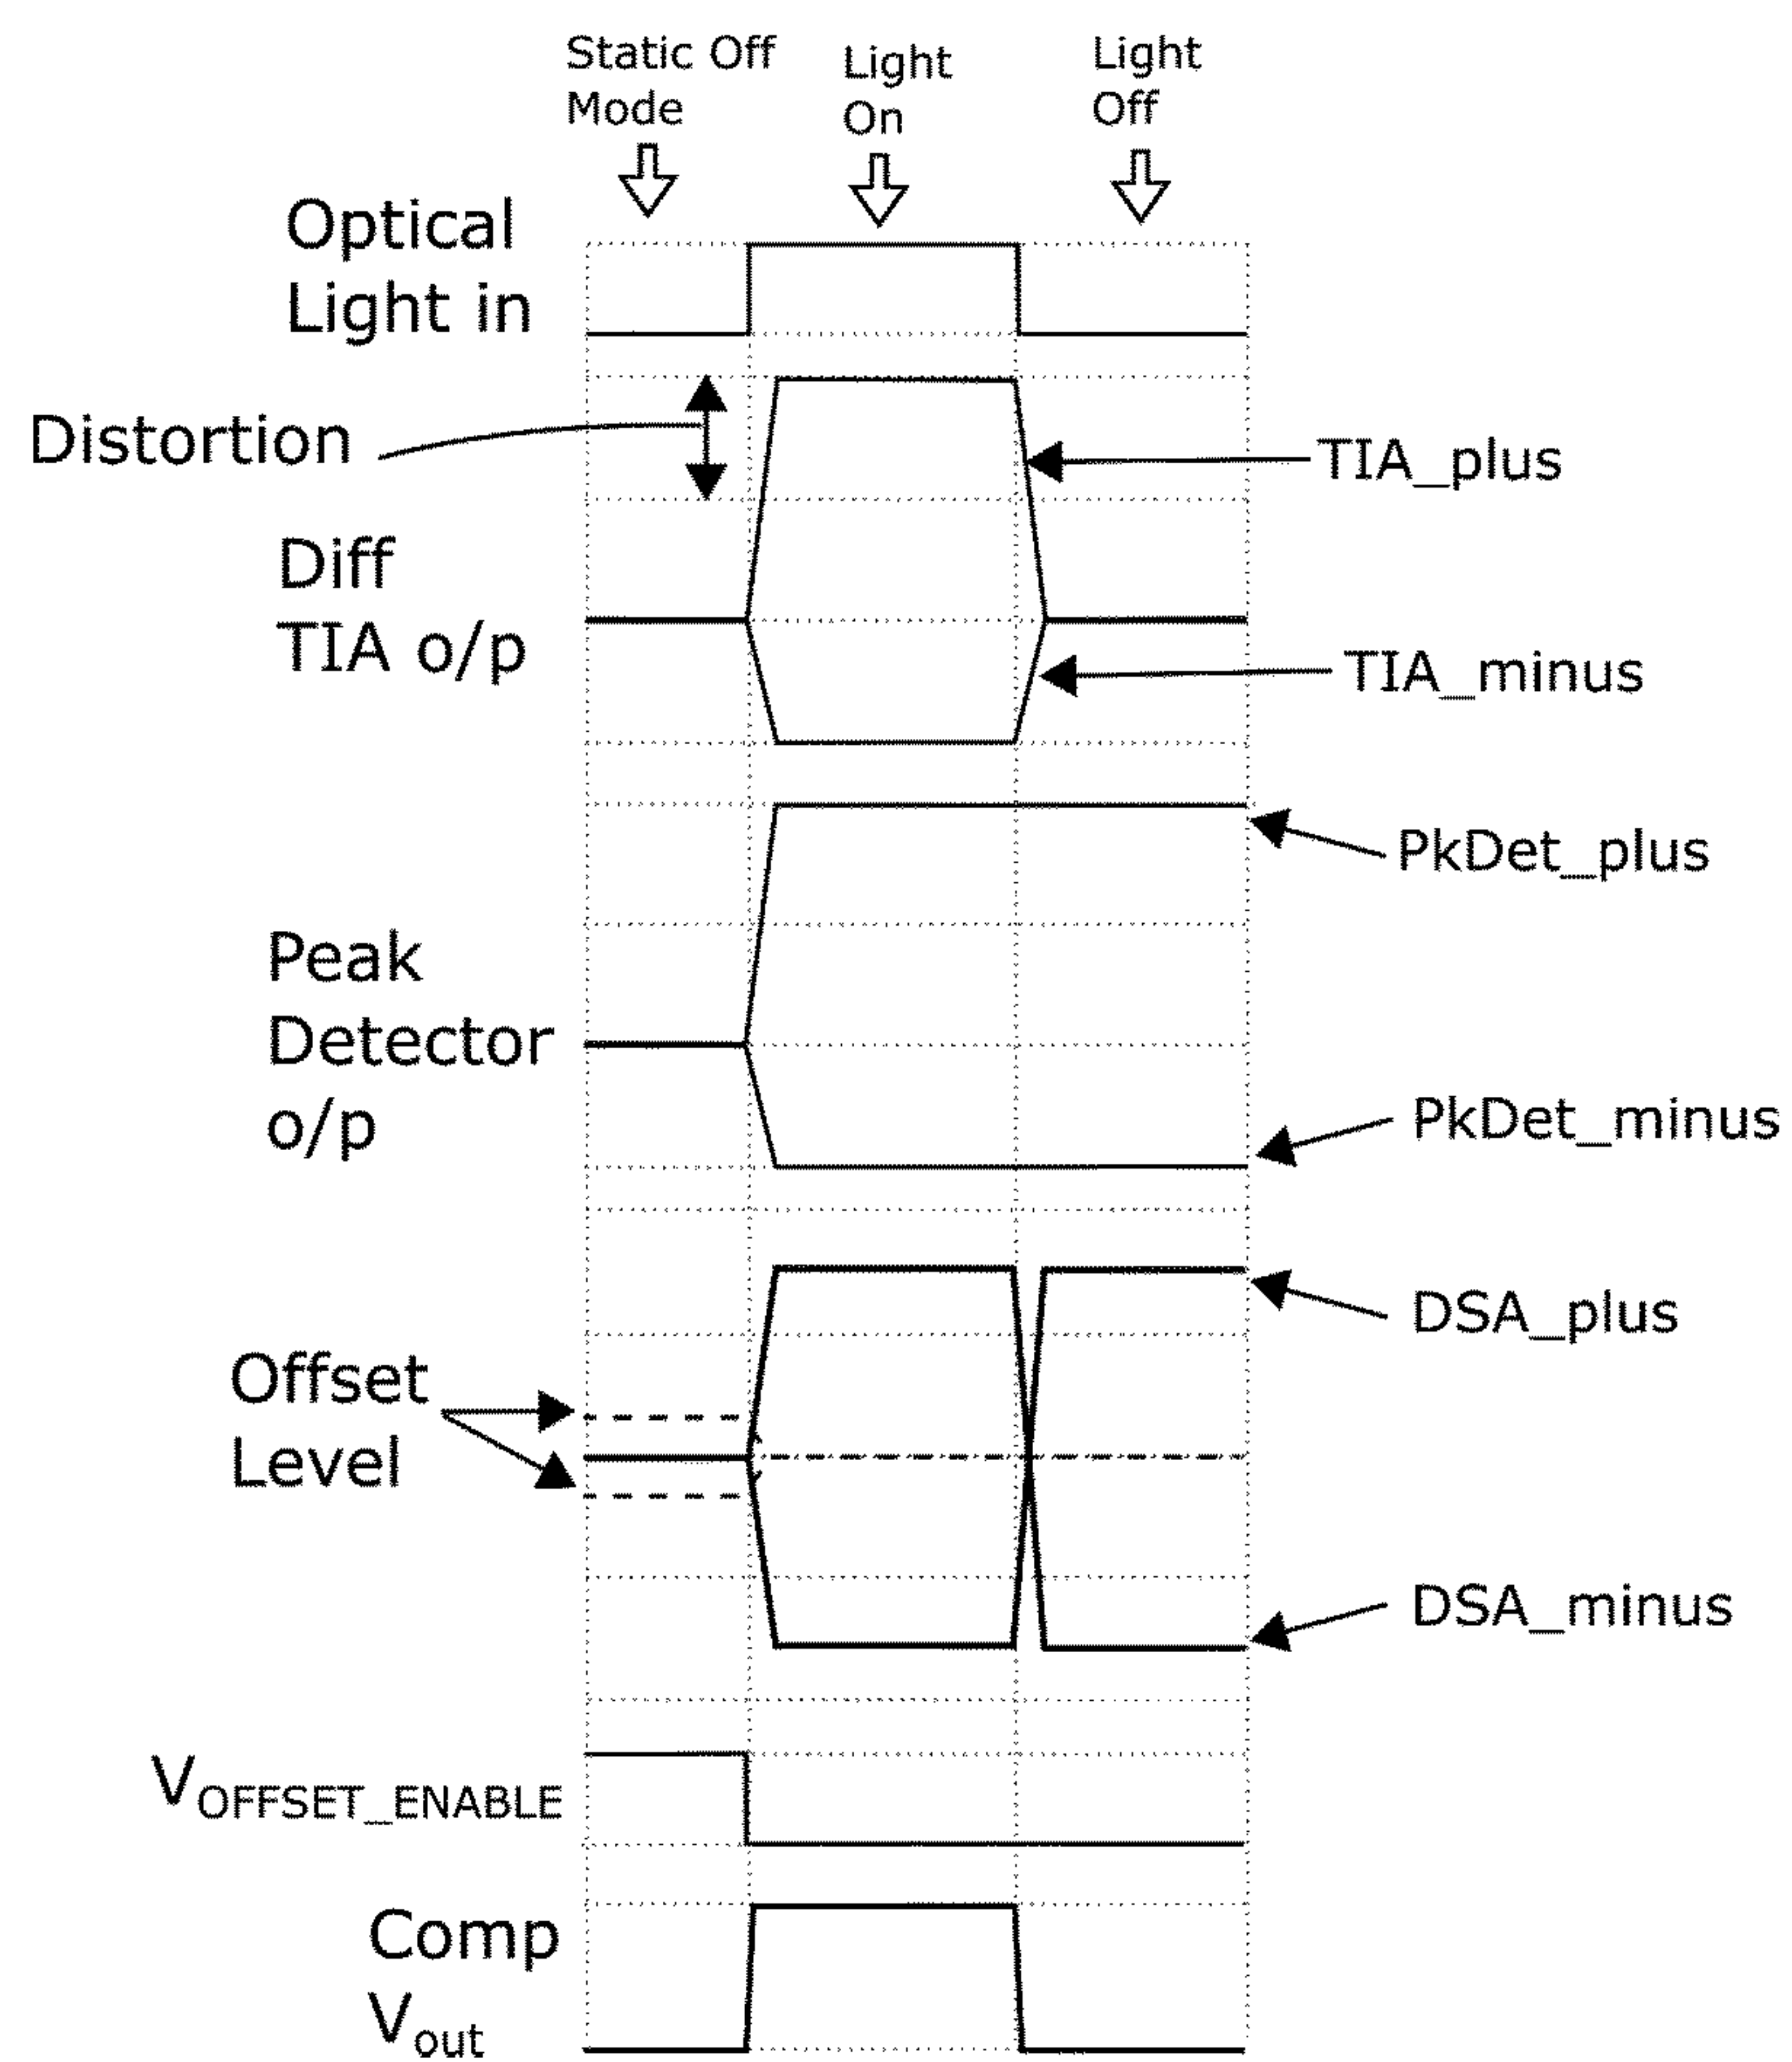 Static Off
Mode
Light
On
Light
Off
Optical
Light in
Distortion
TIA_plus
Diff
TIA o/p
TIA_minus
PkDet_plus
Peak
Detector
o/p
PkDet_minus
DSA_plus
Offset
Level
DSA_minus
VOFFSET_ENABLE
Comp
Vout